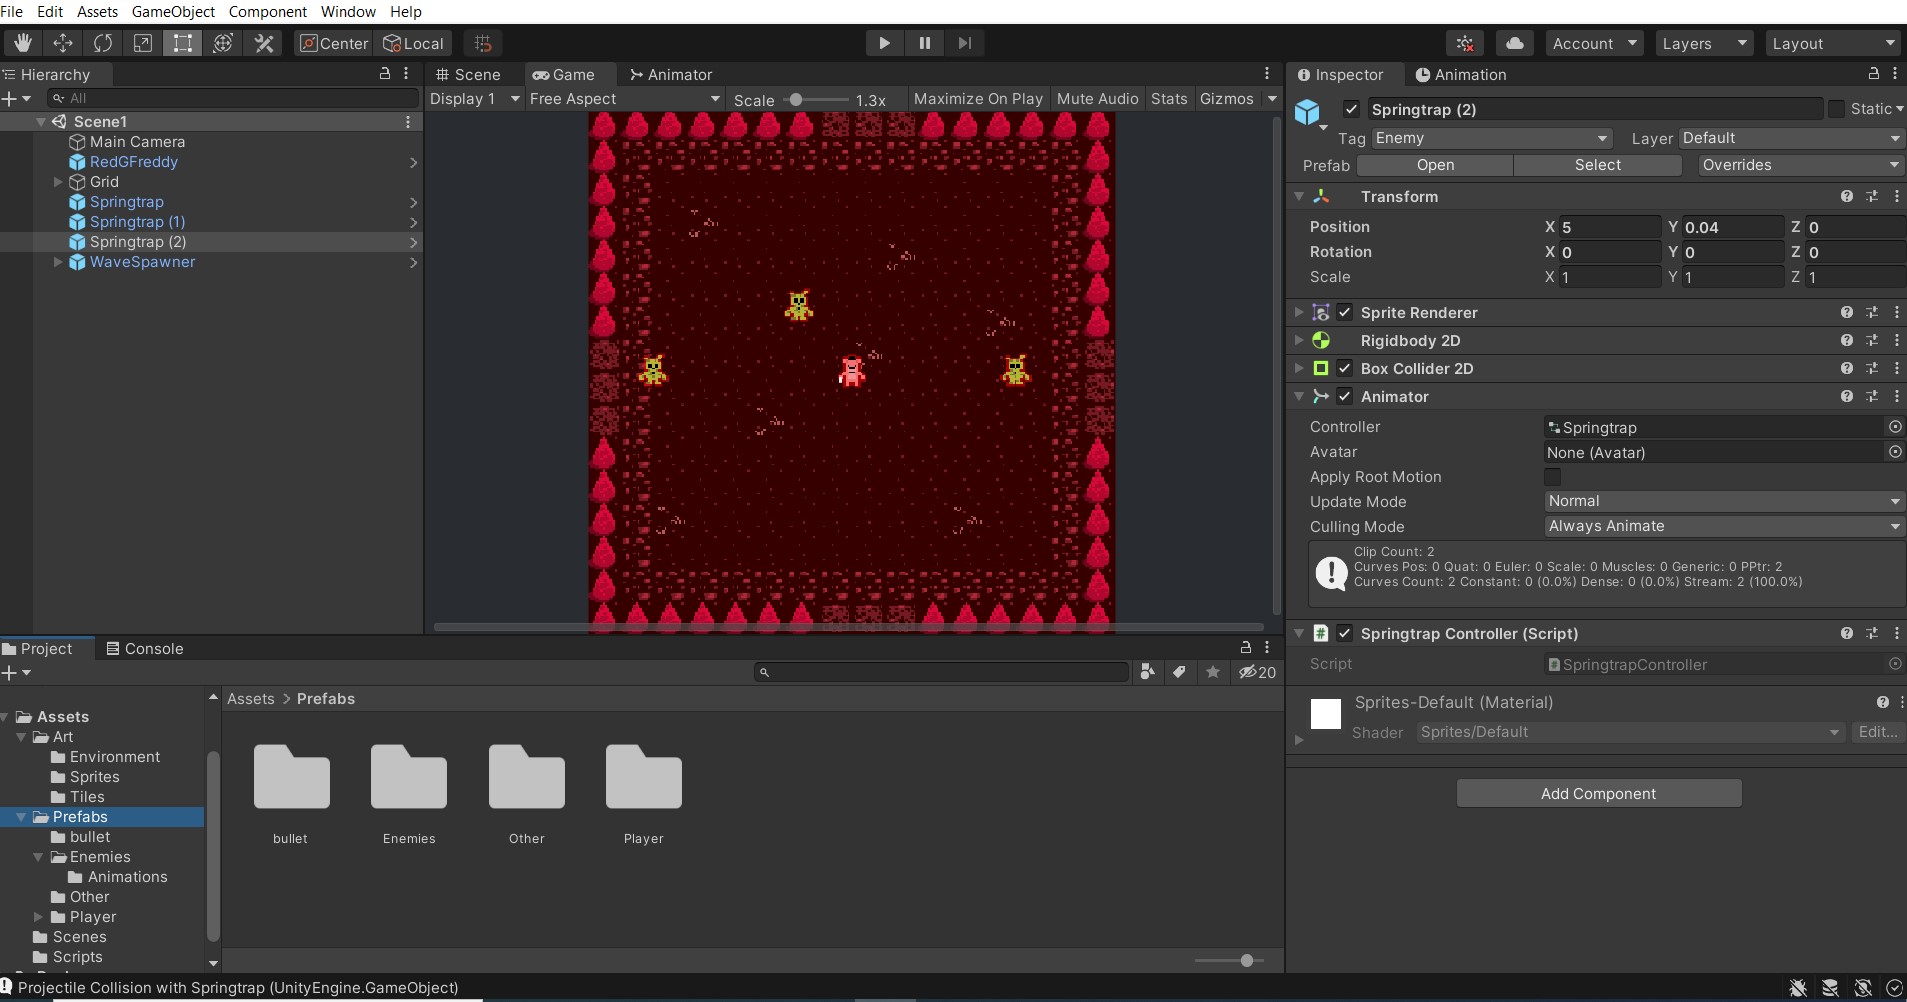 File Edit Assets GameObject Component Window Help
Center Local Account Layers Layout
Hierarchy
All
Scene1
Main Camera
RedGFreddy
Grid
Springtrap
Springtrap (1)
Springtrap (2)
WaveSpawner
Scene Game Animator
Display 1 Free Aspect Scale 1.3x Maximize On Play Mute Audio Stats Gizmos
Inspector Animation
Springtrap (2) Static
Tag Enemy Layer Default
Prefab Open Select Overrides
Transform
Position X 5 Y 0.04 Z 0
Rotation X 0 Y 0 Z 0
Scale X 1 Y 1 Z 1
Sprite Renderer
Rigidbody 2D
Box Collider 2D
Animator
Controller Springtrap
Avatar None (Avatar)
Apply Root Motion
Update Mode Normal
Culling Mode Always Animate
Clip Count: 2
Curves Pos: 0 Quat: 0 Euler: 0 Scale: 0 Muscles: 0 Generic: 0 PPtr: 2
Curves Count: 2 Constant: 0 (0.0%) Dense: 0 (0.0%) Stream: 2 (100.0%)
Springtrap Controller (Script)
Script SpringtrapController
Sprites-Default (Material)
Shader Sprites/Default Edit...
Add Component
Project Console
20
Assets
Art
Environment
Sprites
Tiles
Prefabs
bullet
Enemies
Animations
Other
Player
Scenes
Scripts
Assets > Prefabs
bullet Enemies Other Player
Projectile Collision with Springtrap (UnityEngine.GameObject)